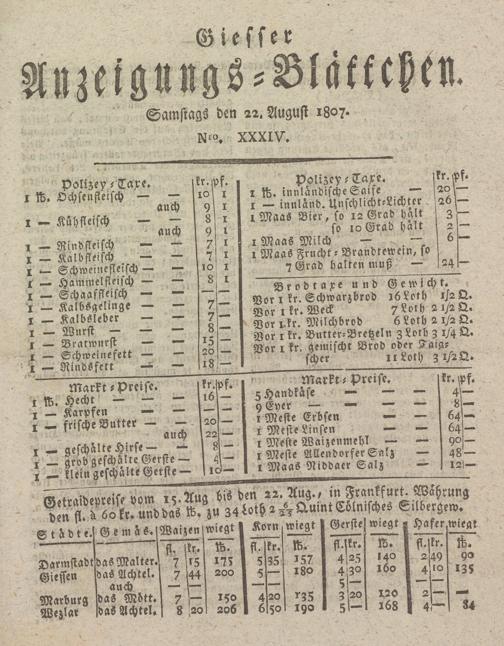 Giesser
Anzeigungs-Blättchen.
Samstags den 22. August 1807.
Nro. XXXIV.
Polizey-Taxe. kr. pf.
1 ℔. Ochsenfleisch — — 10 1
auch 9 1
1 — Kühfleisch — — 8 1
auch 9 1
1 — Rindfleisch — — 7 1
1 — Kalbfleisch — — 7 1
1 — Schweinefleisch — — 10 1
1 — Hammelfleisch — — 8 1
1 — Schaaffleisch — — — —
1 — Kalbsgelinge — — 7 —
1 — Kalbsleber — — 7 —
1 — Wurst — — 8 —
1 — Bratwurst — — 15 —
1 — Schweinefett — — 20 —
1 — Rindsfett — — 18 —
Polizey-Taxe. kr. pf.
1 ℔. innländische Saife — 20 —
1 — innländ. Unschlicht-Lichter 26 —
1 Maas Bier, so 12 Grad hält 3 —
so 10 Grad hält 2 —
1 Maas Milch — — 6 —
1 Maas Frucht-Brandtewein, so
7 Grad halten muß — 24 —
Brodtaxe und Gewicht.
Vor 1 kr. Schwarzbrod 16 Loth 1/2 Q.
Vor 1 kr. Weck 7 Loth 2 1/2 Q.
Vor 1 kr. Milchbrod 6 Loth 2 1/2 Q.
Vor 1 kr. Butter-Bretzeln 3 Loth 3 1/4 Q.
Vor 1 kr. gemischt Brod oder Taig-
scher 11 Loth 3 1/2 Q.
Markt-Preise. kr. pf.
1 ℔. Hecht — — 16 —
1 — Karpfen — — — —
1 — frische Butter — — 20 —
auch 22 —
1 — geschälte Hirse — — 8 —
1 — grob geschälte Gerste — 4 —
1 — klein geschälte Gerste — 10 —
Markt-Preise. kr. pf.
5 Handkäse — — 4 —
9 Eyer — — 8 —
1 Meste Erbsen — — 64 —
1 Meste Linsen — — 64 —
1 Meste Waizenmehl — — 90 —
1 Meste Allendorfer Salz — 48 —
1 Maas Niddaer Salz — 12 —
Getraidepreise vom 15. Aug bis den 22. Aug., in Frankfurt. Währung
den fl. à 60 kr. und das ℔. zu 34 Loth 2 6/23 Quint Cölnisches Silbergew.
Städte. Gemäs. Waizen wiegt Korn wiegt Gerste wiegt Hafer wiegt
fl. kr. ℔. fl. kr. ℔. fl. kr. ℔. fl. kr. ℔.
Darmstadt das Malter. 7 15 175 5 35 157 4 25 140 2 49 90
Giessen das Achtel. 7 44 200 5 — 180 4 30 160 4 10 135
auch — — — — — — 4 — — — — —
Marburg das Mött. 7 — 150 4 20 135 3 20 120 — — —
Wezlar das Achtel. 8 20 206 6 50 190 5 — 168 4 — 84